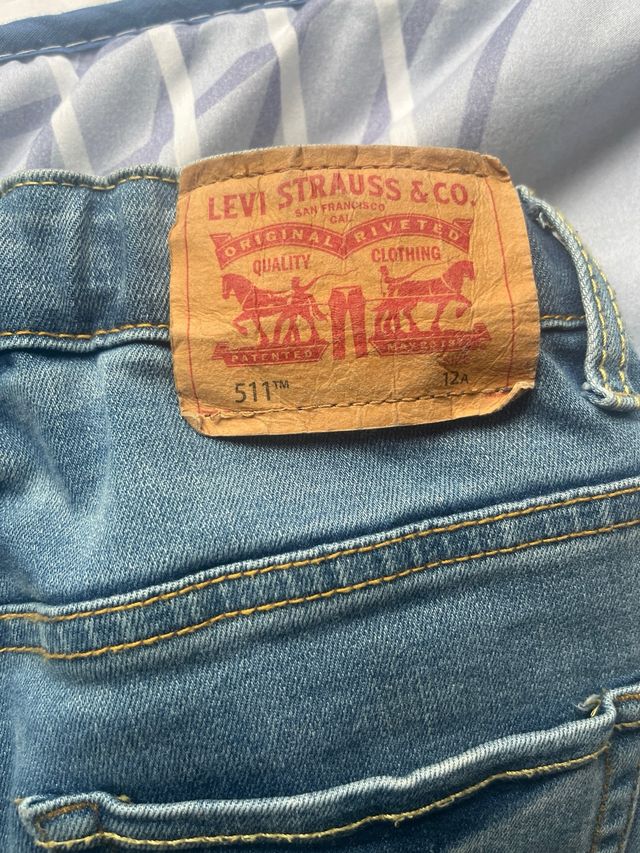 LEVI STRAUSS & CO.
SAN FRANCISCO
CAL.
ORIGINAL RIVETED
QUALITY CLOTHING
PATENTED
511™ 12A